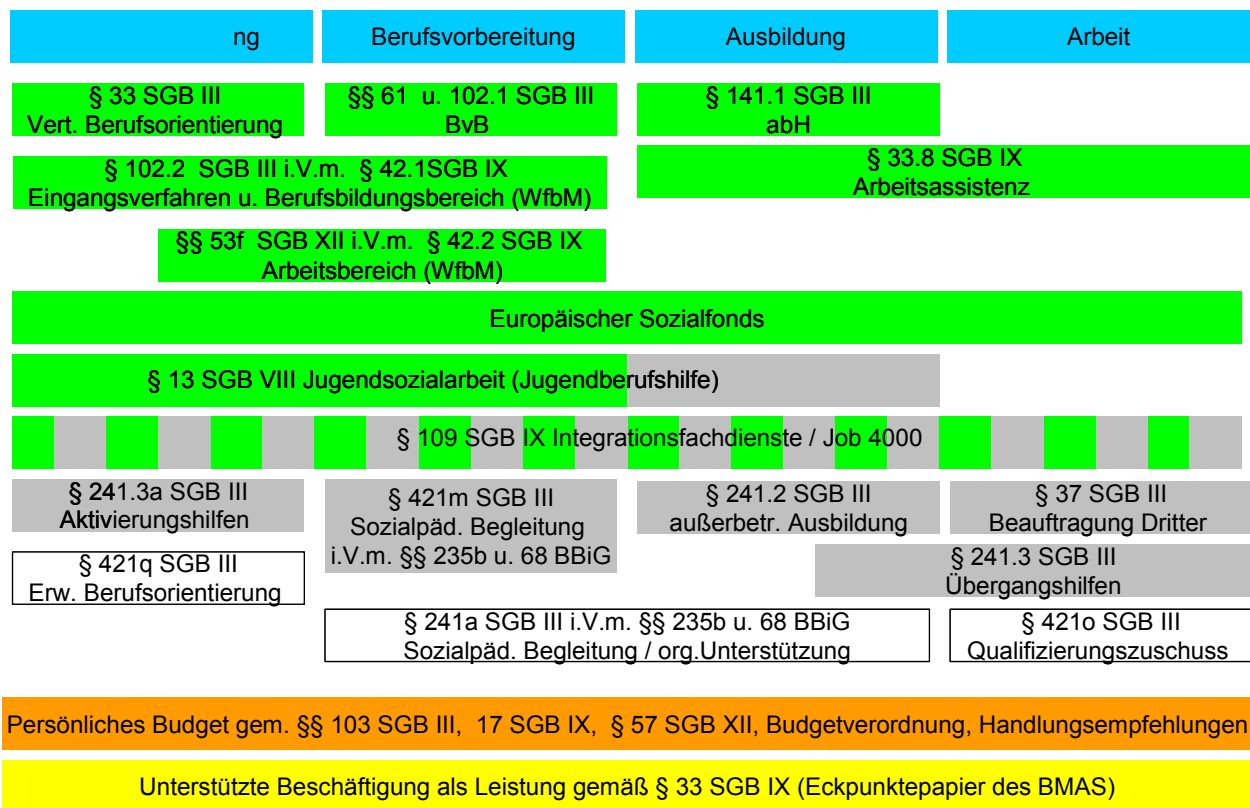 ng
Berufsvorbereitung
Ausbildung
Arbeit
§ 33 SGB III
Vert. Berufsorientierung
§§ 61 u. 102.1 SGB III
BvB
§ 141.1 SGB III
abH
§ 102.2 SGB III i.V.m. § 42.1SGB IX
Eingangsverfahren u. Berufsbildungsbereich (WfbM)
§ 33.8 SGB IX
Arbeitsassistenz
§§ 53f SGB XII i.V.m. § 42.2 SGB IX
Arbeitsbereich (WfbM)
Europäischer Sozialfonds
§ 13 SGB VIII Jugendsozialarbeit (Jugendberufshilfe)
§ 109 SGB IX Integrationsfachdienste / Job 4000
§ 241.3a SGB III
Aktivierungshilfen
§ 421m SGB III
Sozialpäd. Begleitung
i.V.m. §§ 235b u. 68 BBiG
§ 241.2 SGB III
außerbetr. Ausbildung
§ 37 SGB III
Beauftragung Dritter
§ 421q SGB III
Erw. Berufsorientierung
§ 241.3 SGB III
Übergangshilfen
§ 241a SGB III i.V.m. §§ 235b u. 68 BBiG
Sozialpäd. Begleitung / org.Unterstützung
§ 421o SGB III
Qualifizierungszuschuss
Persönliches Budget gem. §§ 103 SGB III, 17 SGB IX, § 57 SGB XII, Budgetverordnung, Handlungsempfehlungen
Unterstützte Beschäftigung als Leistung gemäß § 33 SGB IX (Eckpunktepapier des BMAS)